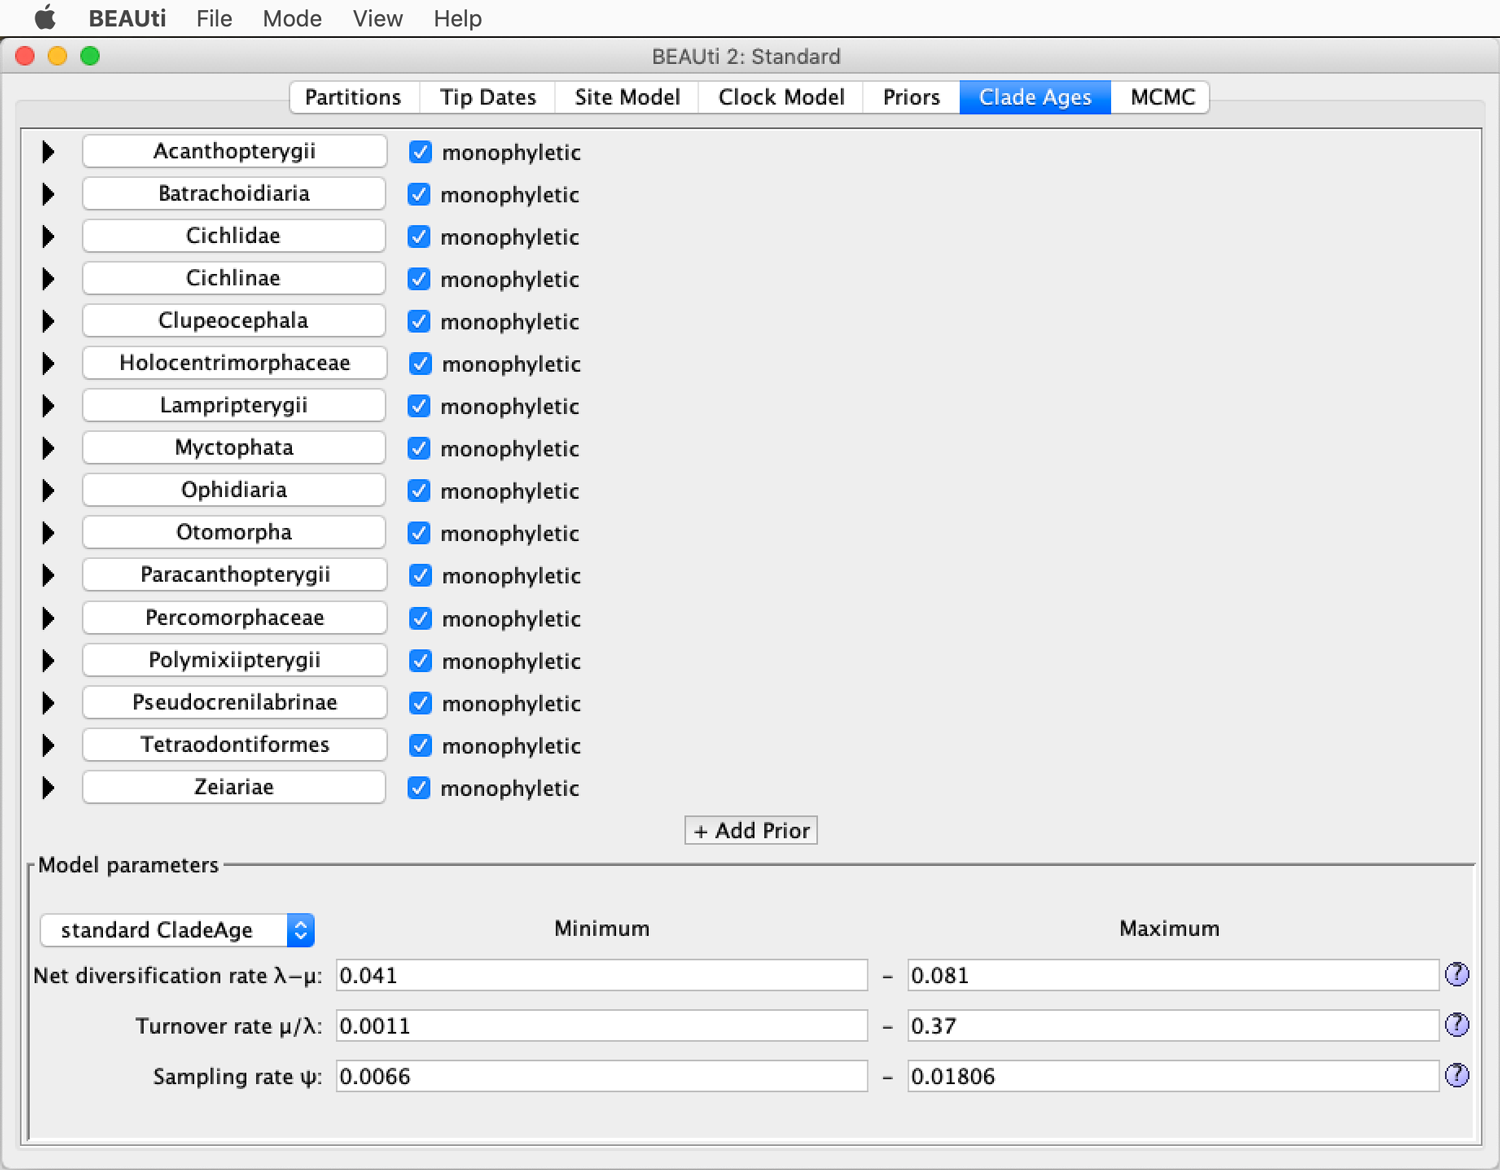 BEAUti File Mode View Help
BEAUti 2: Standard
Partitions Tip Dates Site Model Clock Model Priors Clade Ages MCMC
Acanthopterygii monophyletic
Batrachoidiaria monophyletic
Cichlidae monophyletic
Cichlinae monophyletic
Clupeocephala monophyletic
Holocentrimorphaceae monophyletic
Lampripterygii monophyletic
Myctophata monophyletic
Ophidiaria monophyletic
Otomorpha monophyletic
Paracanthopterygii monophyletic
Percomorphaceae monophyletic
Polymixiipterygii monophyletic
Pseudocrenilabrinae monophyletic
Tetraodontiformes monophyletic
Zeiariae monophyletic
+ Add Prior
Model parameters
standard CladeAge Minimum Maximum
Net diversification rate λ−μ: 0.041 – 0.081 ?
Turnover rate μ/λ: 0.0011 – 0.37 ?
Sampling rate ψ: 0.0066 – 0.01806 ?